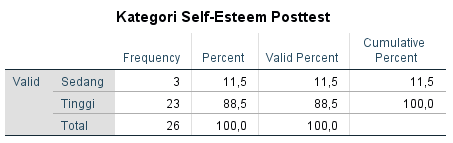 Kategori Self-Esteem Posttest
Frequency Percent Valid Percent Cumulative Percent
Valid Sedang 3 11,5 11,5 11,5
Tinggi 23 88,5 88,5 100,0
Total 26 100,0 100,0